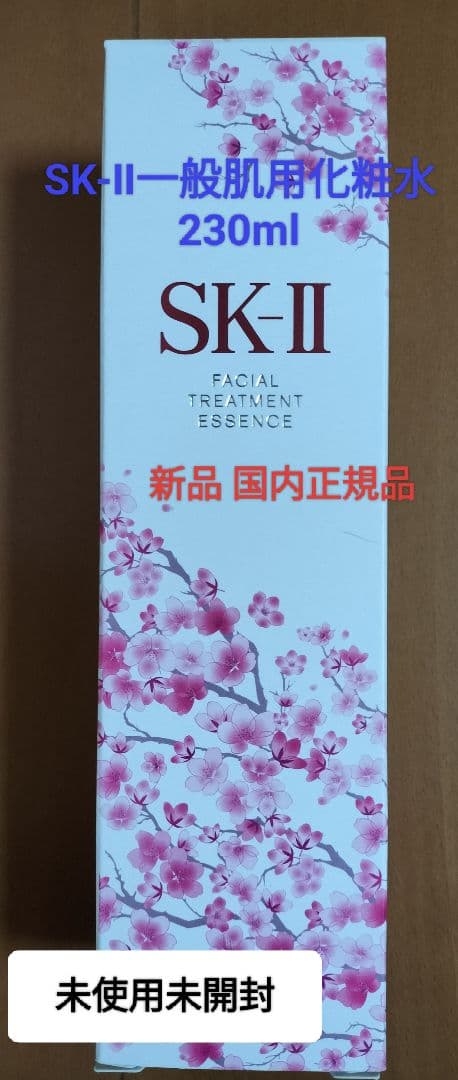 SK-II一般肌用化粧水
230ml
SK-II
FACIAL
TREATMENT
ESSENCE
新品 国内正規品
未使用未開封